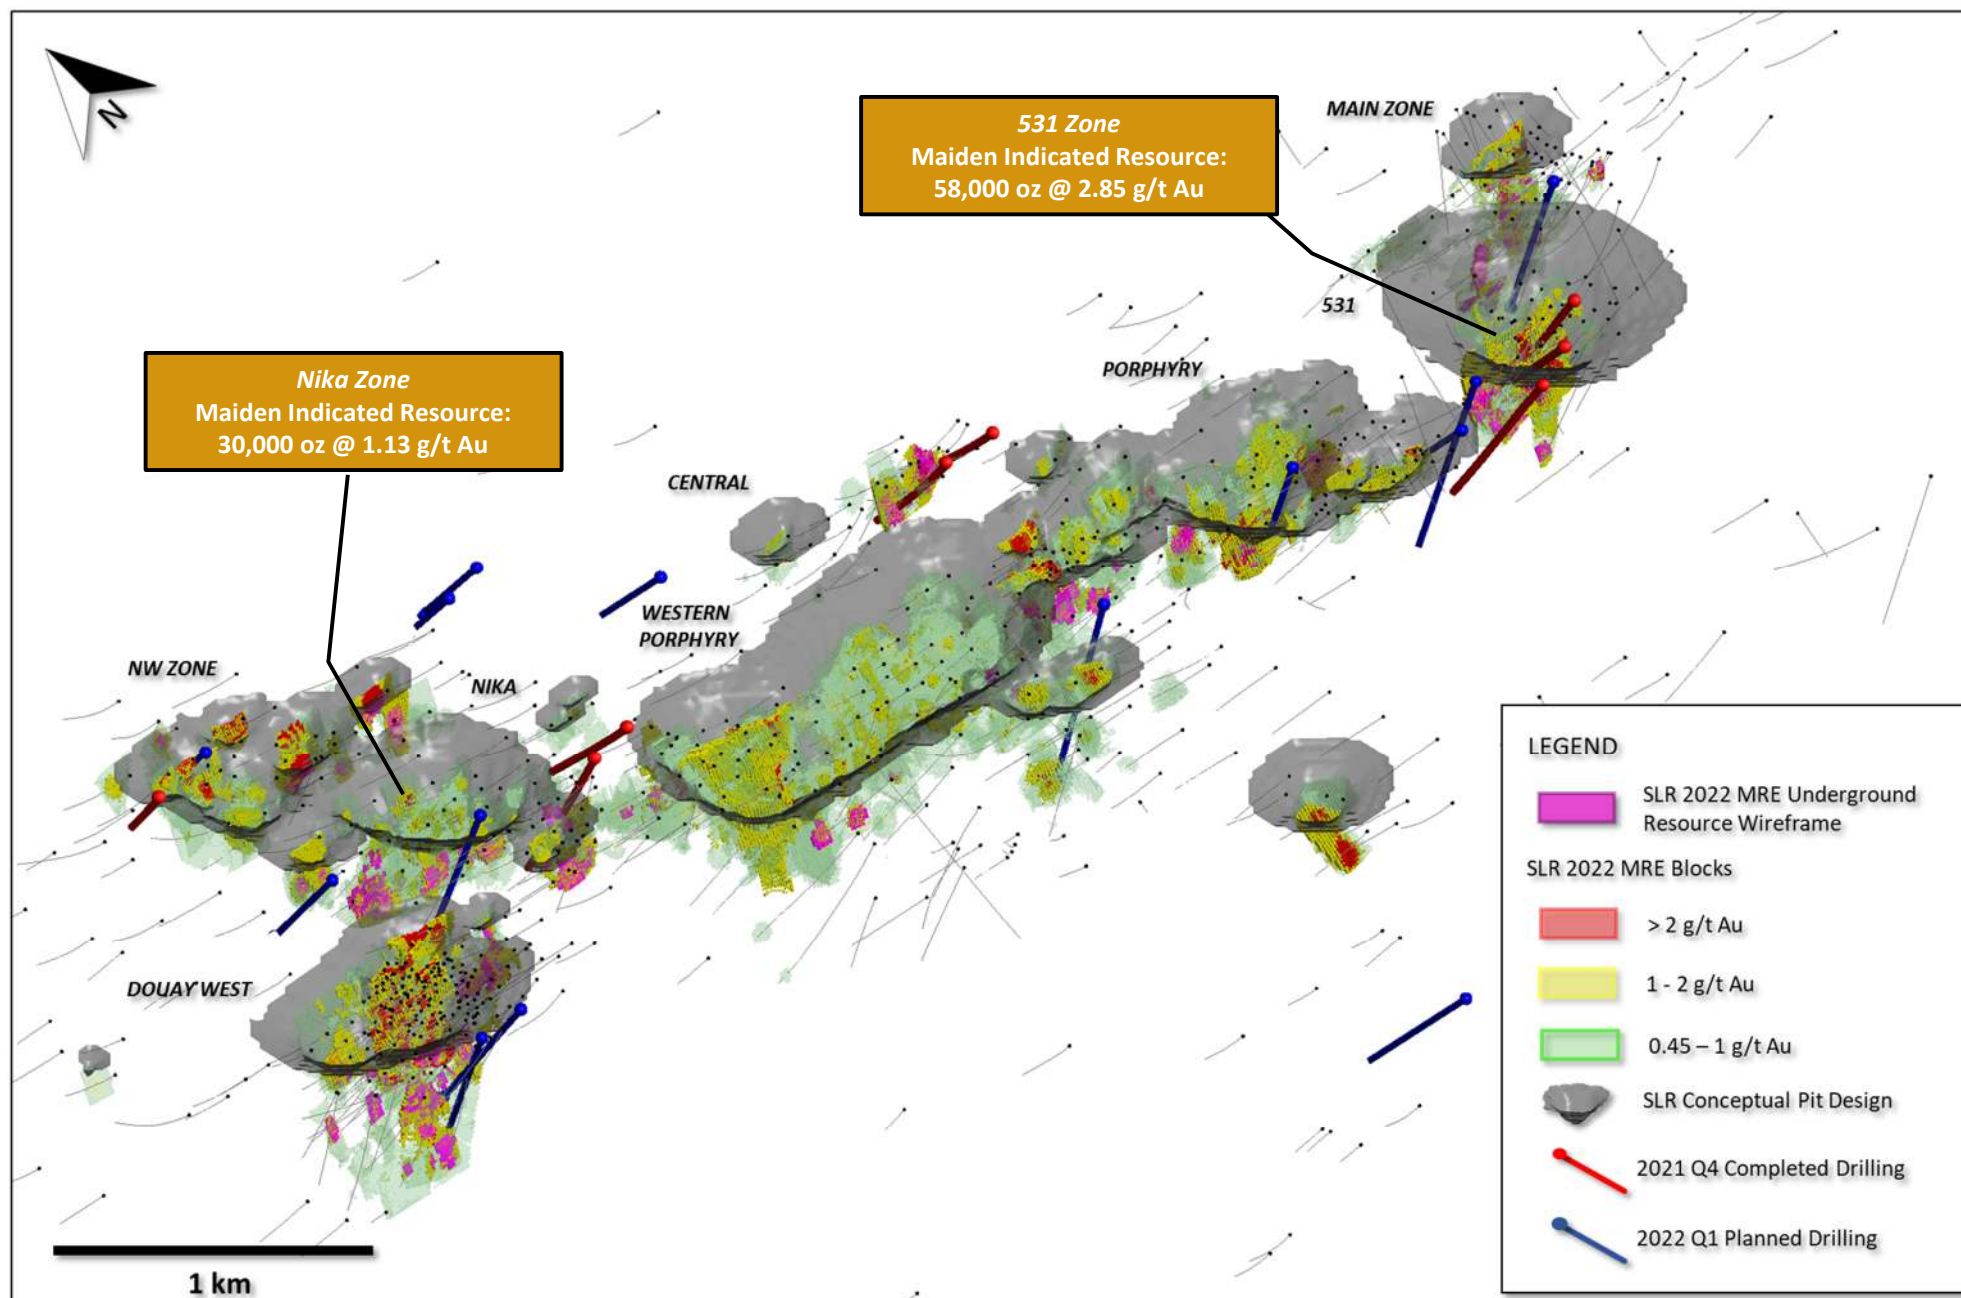 N
531 Zone
Maiden Indicated Resource:
58,000 oz @ 2.85 g/t Au
MAIN ZONE
531
PORPHYRY
Nika Zone
Maiden Indicated Resource:
30,000 oz @ 1.13 g/t Au
CENTRAL
WESTERN
PORPHYRY
NW ZONE
NIKA
DOUAY WEST
LEGEND
SLR 2022 MRE Underground
Resource Wireframe
SLR 2022 MRE Blocks
> 2 g/t Au
1 - 2 g/t Au
0.45 – 1 g/t Au
SLR Conceptual Pit Design
2021 Q4 Completed Drilling
2022 Q1 Planned Drilling
1 km